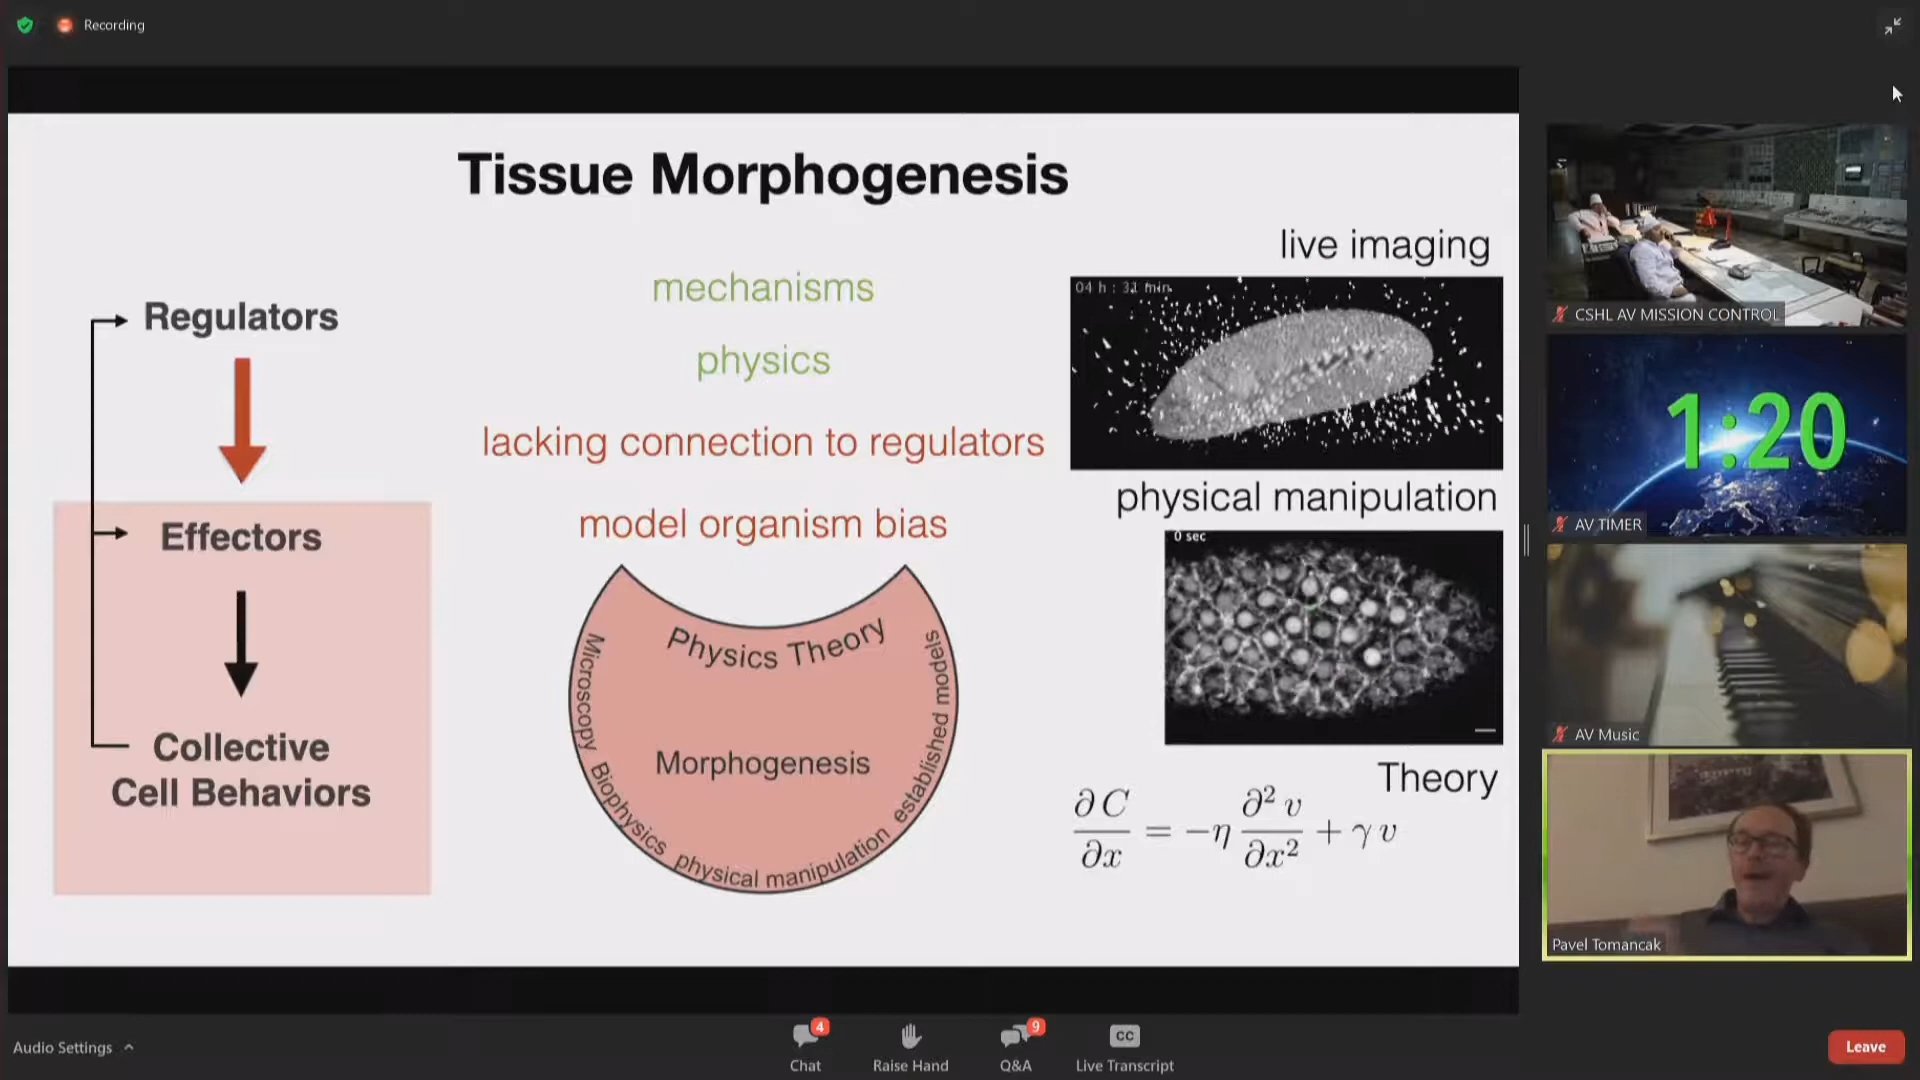 Recording
Tissue Morphogenesis
Regulators
Effectors
Collective
Cell Behaviors
mechanisms
physics
lacking connection to regulators
model organism bias
Physics Theory
Morphogenesis
Microscopy Biophysics physical manipulation established models
live imaging
04 h : 31 min
physical manipulation
0 sec
Theory
∂C/∂x = −η ∂²v/∂x² + γv
CSHL AV MISSION CONTROL
1:20
AV TIMER
AV Music
Pavel Tomancak
Audio Settings
4
Chat
Raise Hand
9
Q&A
CC
Live Transcript
Leave